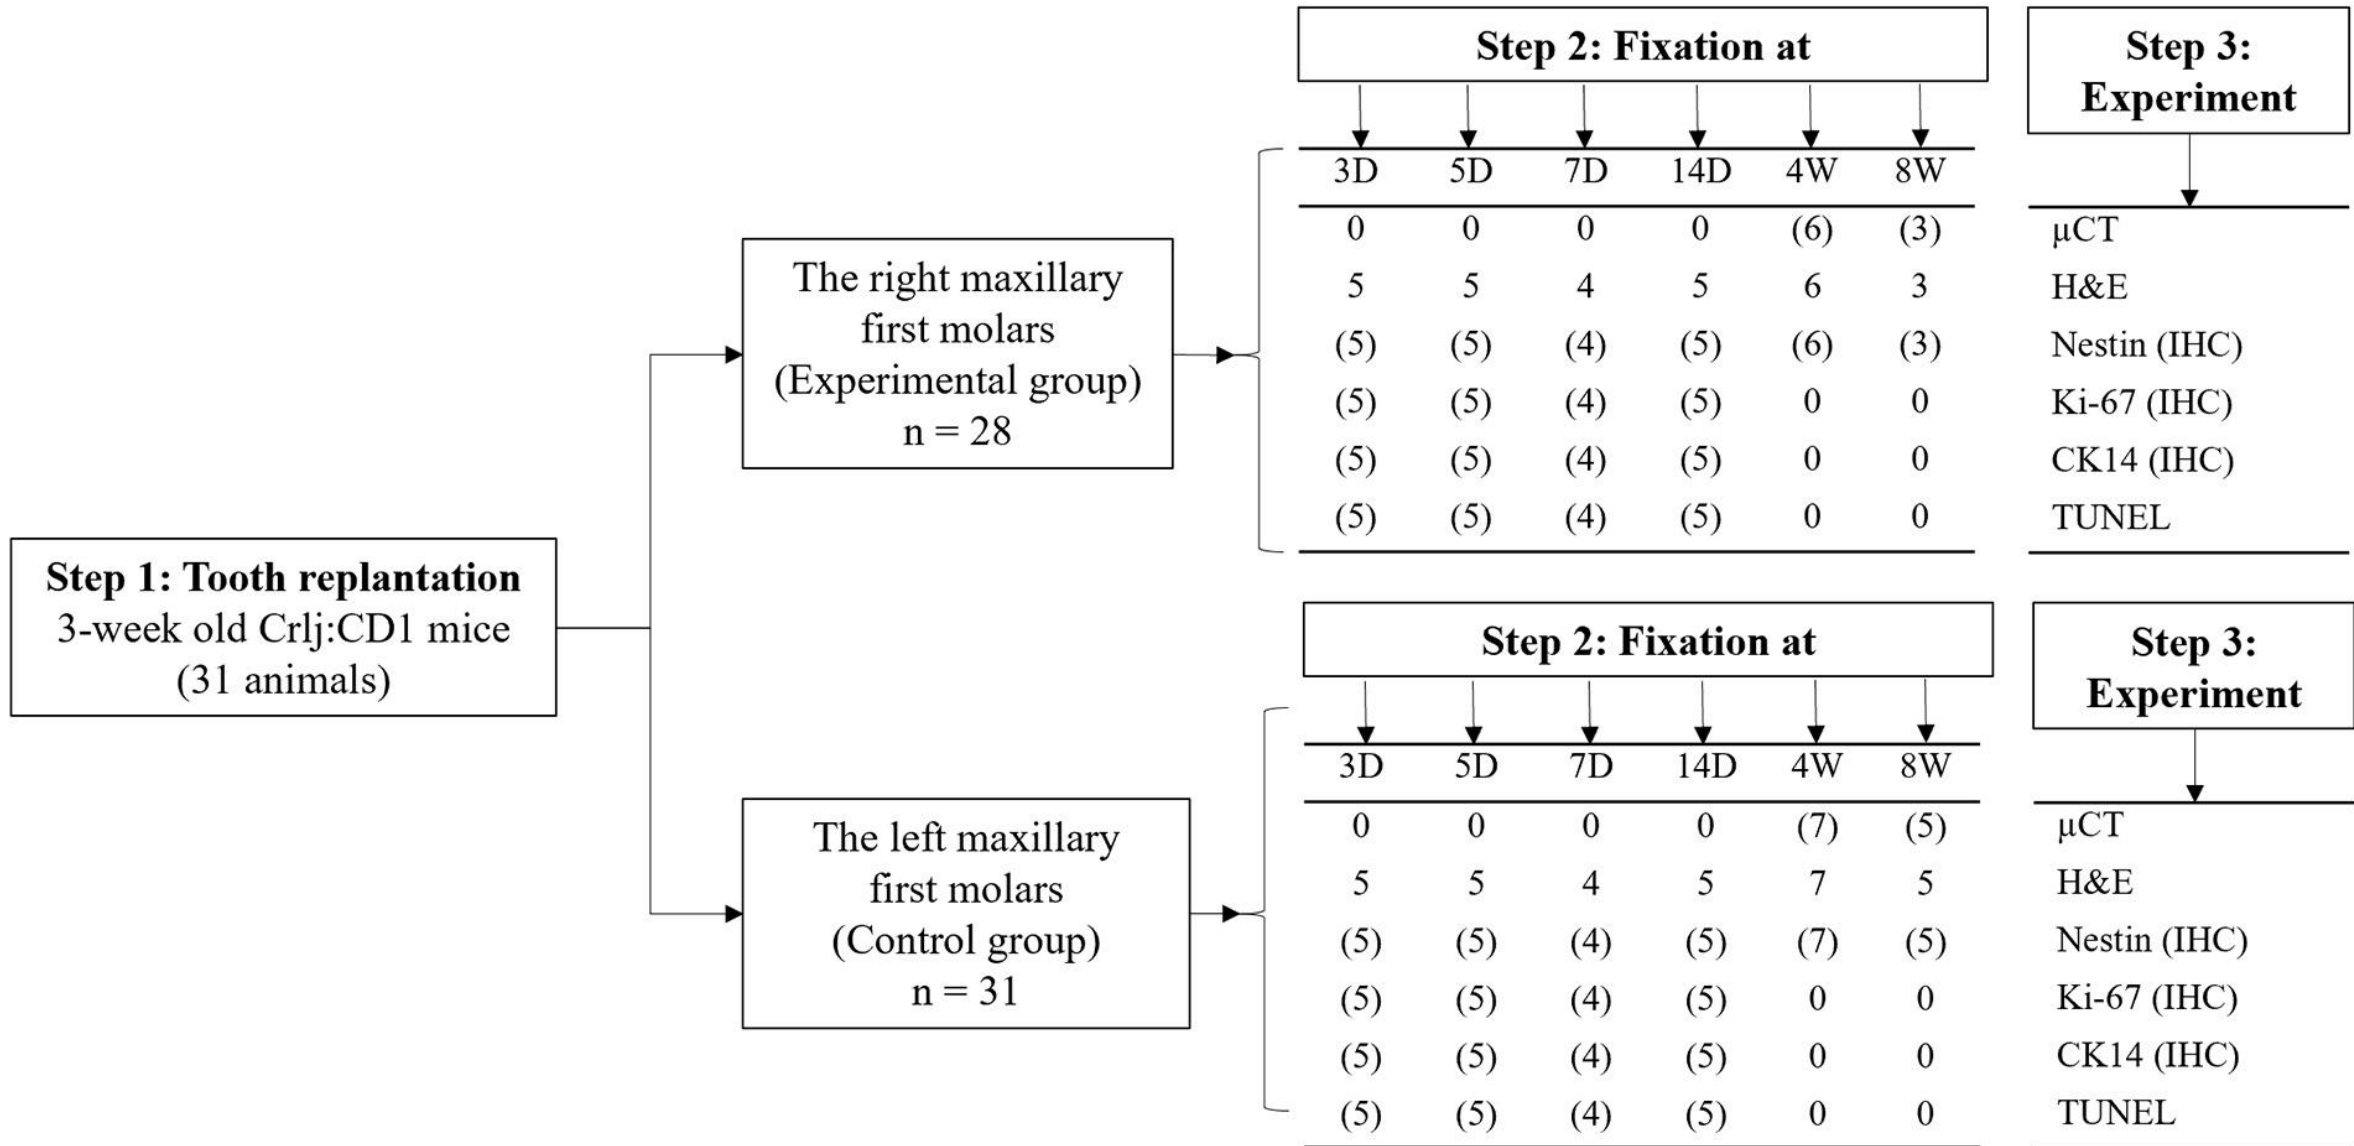 Step 1: Tooth replantation
3-week old Crlj:CD1 mice
(31 animals)
The right maxillary
first molars
(Experimental group)
n = 28
Step 2: Fixation at
Step 3:
Experiment
3D 5D 7D 14D 4W 8W
0 0 0 0 (6) (3) µCT
5 5 4 5 6 3 H&E
(5) (5) (4) (5) (6) (3) Nestin (IHC)
(5) (5) (4) (5) 0 0 Ki-67 (IHC)
(5) (5) (4) (5) 0 0 CK14 (IHC)
(5) (5) (4) (5) 0 0 TUNEL
The left maxillary
first molars
(Control group)
n = 31
Step 2: Fixation at
Step 3:
Experiment
3D 5D 7D 14D 4W 8W
0 0 0 0 (7) (5) µCT
5 5 4 5 7 5 H&E
(5) (5) (4) (5) (7) (5) Nestin (IHC)
(5) (5) (4) (5) 0 0 Ki-67 (IHC)
(5) (5) (4) (5) 0 0 CK14 (IHC)
(5) (5) (4) (5) 0 0 TUNEL